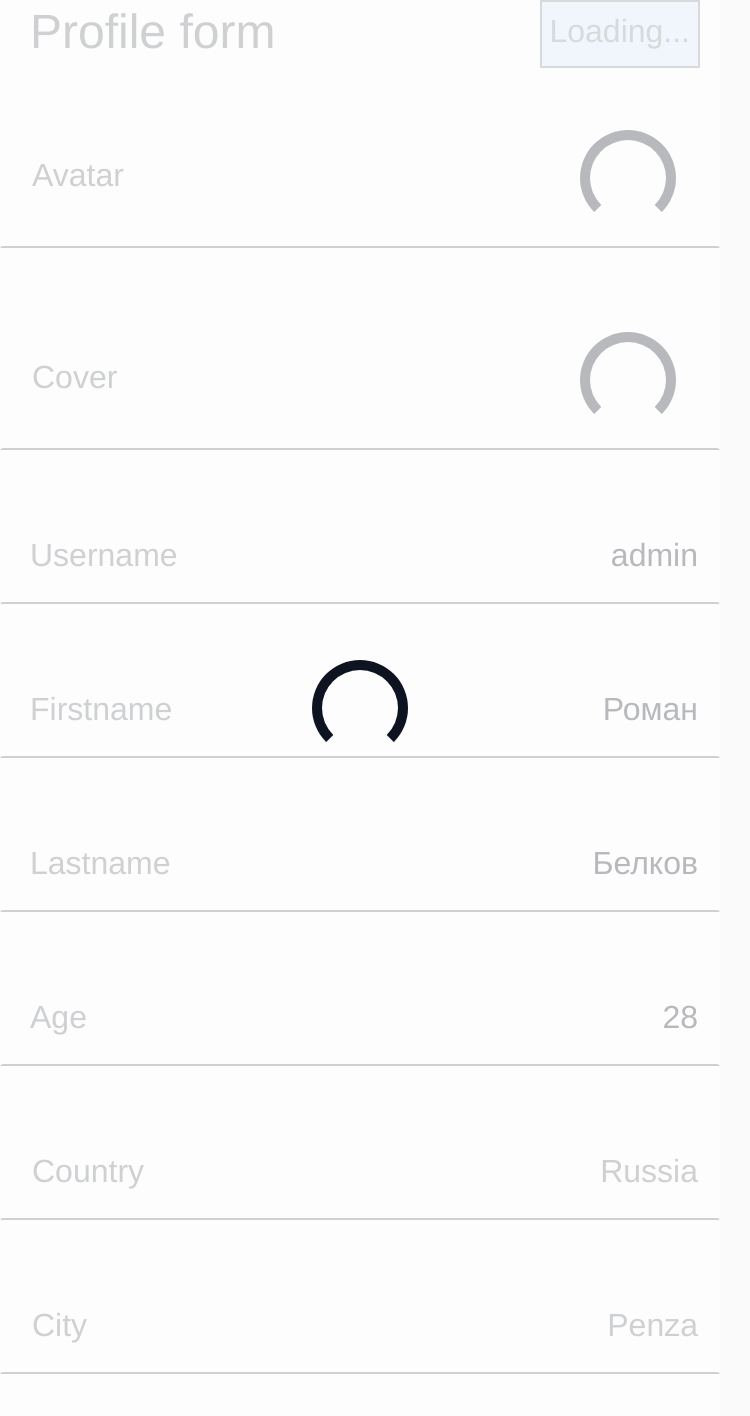 Profile form
Loading...
Avatar
Cover
Username
admin
Firstname
Роман
Lastname
Белков
Age
28
Country
Russia
City
Penza